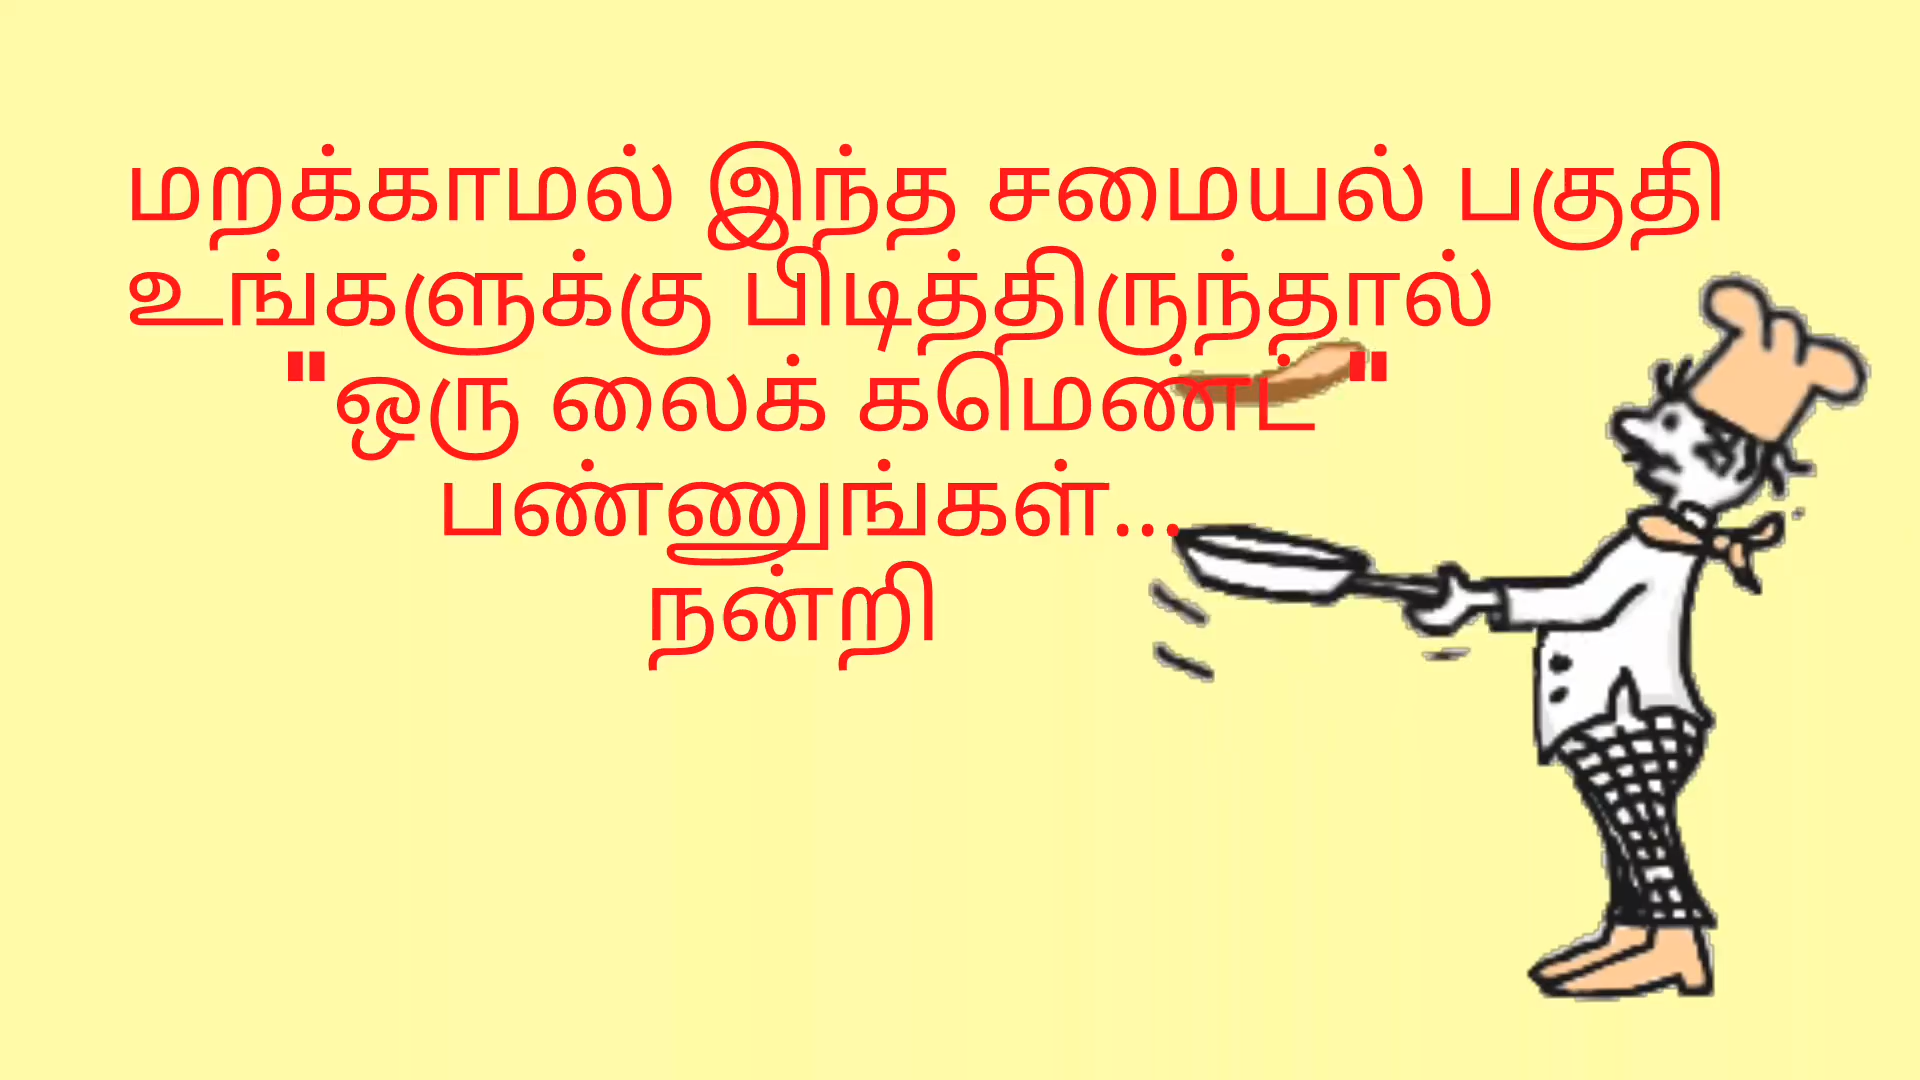 மறக்காமல் இந்த சமையல் பகுதி
உங்களுக்கு பிடித்திருந்தால்
"ஒரு லைக் கமெண்ட் "
பண்ணுங்கள்...
நன்றி